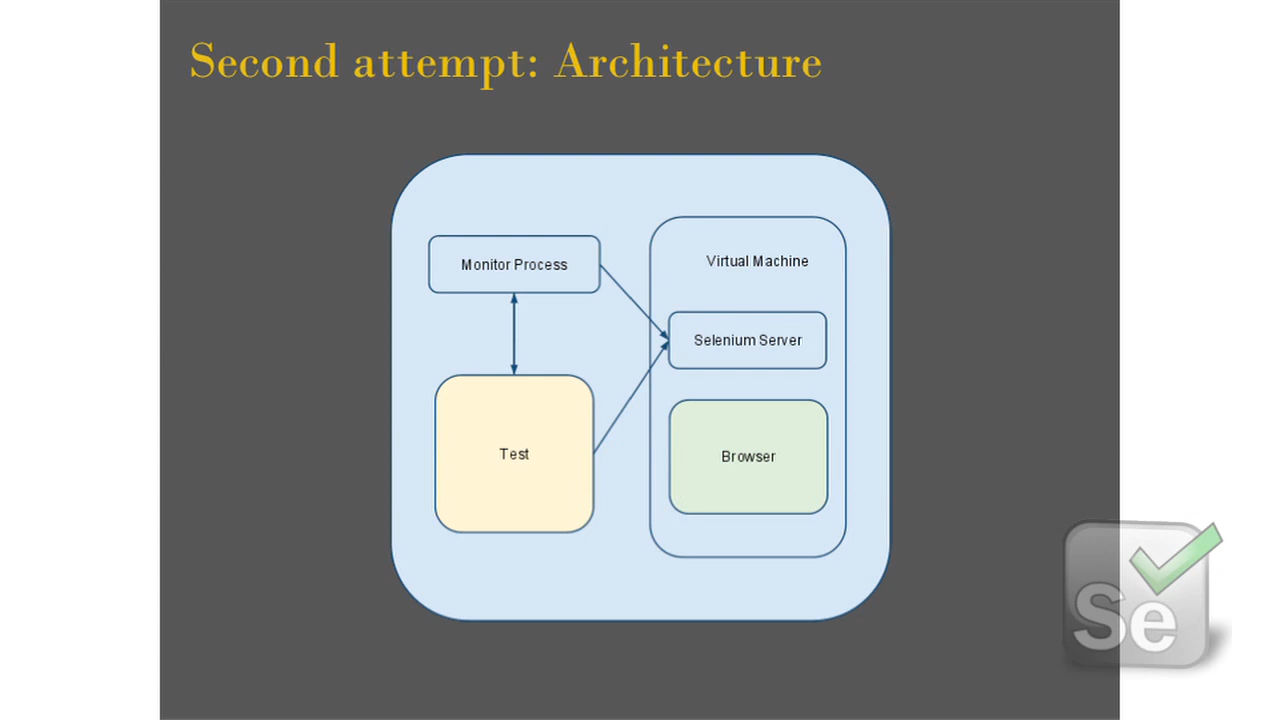 Second attempt: Architecture
Monitor Process
Virtual Machine
Selenium Server
Test
Browser
Se